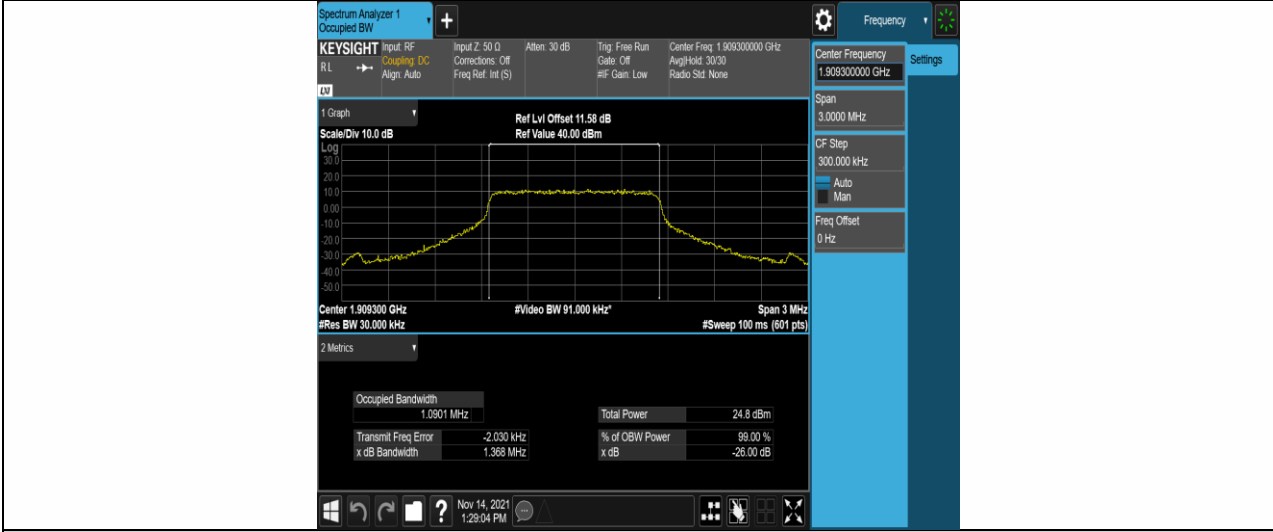 Spectrum Analyzer 1
Occupied BW
+
Frequency
KEYSIGHT
RL
LXI
Input: RF
Coupling: DC
Align: Auto
Input Z: 50 Ω
Corrections: Off
Freq Ref: Int (S)
Atten: 30 dB
Trig: Free Run
Gate: Off
#IF Gain: Low
Center Freq: 1.909300000 GHz
Avg|Hold: 30/30
Radio Std: None
1 Graph
Scale/Div 10.0 dB
Ref Lvl Offset 11.58 dB
Ref Value 40.00 dBm
Log
30.0
20.0
10.0
0.00
-10.0
-20.0
-30.0
-40.0
-50.0
Center 1.909300 GHz
#Res BW 30.000 kHz
#Video BW 91.000 kHz*
Span 3 MHz
#Sweep 100 ms (601 pts)
2 Metrics
Occupied Bandwidth
1.0901 MHz
Transmit Freq Error -2.030 kHz
x dB Bandwidth 1.368 MHz
Total Power 24.8 dBm
% of OBW Power 99.00 %
x dB -26.00 dB
Nov 14, 2021
1:29:04 PM
?
Center Frequency
1.909300000 GHz
Settings
Span
3.0000 MHz
CF Step
300.000 kHz
Auto
Man
Freq Offset
0 Hz